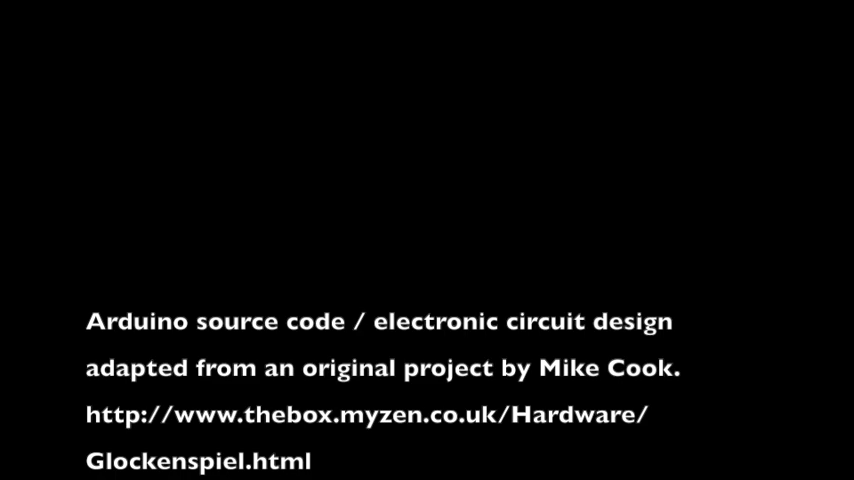 Arduino source code / electronic circuit design
adapted from an original project by Mike Cook.
http://www.thebox.myzen.co.uk/Hardware/
Glockenspiel.html